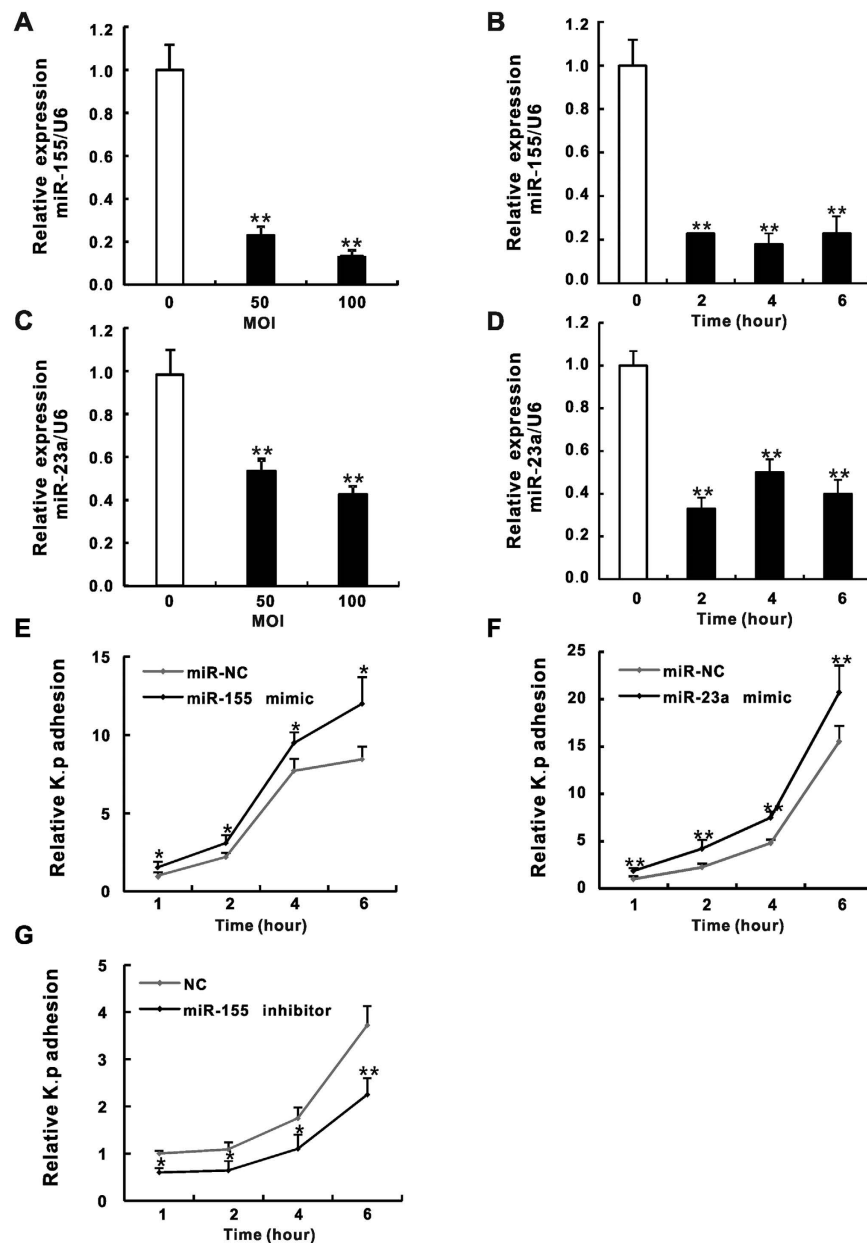 A
Relative expression
miR-155/U6
1.2
1.0
0.8
0.6
0.4
0.2
0.0
**
**
0
50
100
MOI
B
Relative expression
miR-155/U6
1.2
1.0
0.8
0.6
0.4
0.2
0.0
**
**
**
0
2
4
6
Time (hour)
C
Relative expression
miR-23a/U6
1.2
1.0
0.8
0.6
0.4
0.2
0.0
**
**
0
50
100
MOI
D
Relative expression
miR-23a/U6
1.2
1.0
0.8
0.6
0.4
0.2
0.0
**
**
**
0
2
4
6
Time (hour)
E
Relative K.p adhesion
15
10
5
0
miR-NC
miR-155 mimic
*
*
*
*
1
2
4
6
Time (hour)
F
Relative K.p adhesion
25
20
15
10
5
0
miR-NC
miR-23a mimic
**
**
**
**
1
2
4
6
Time (hour)
G
Relative K.p adhesion
5
4
3
2
1
0
NC
miR-155 inhibitor
*
*
*
**
1
2
4
6
Time (hour)